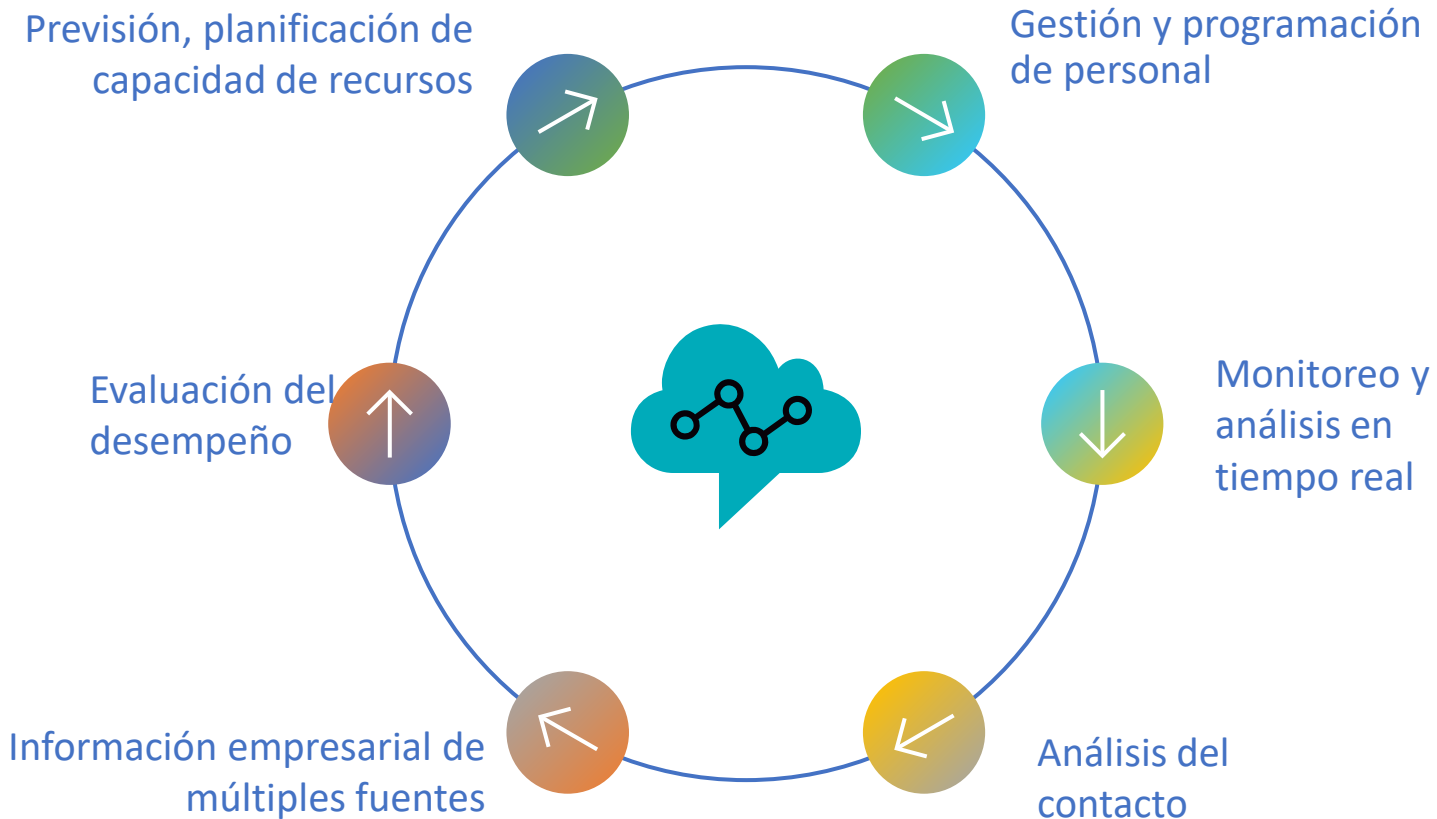 Previsión, planificación de
capacidad de recursos
Gestión y programación
de personal
Monitoreo y
análisis en
tiempo real
Análisis del
contacto
Información empresarial de
múltiples fuentes
Evaluación del
desempeño